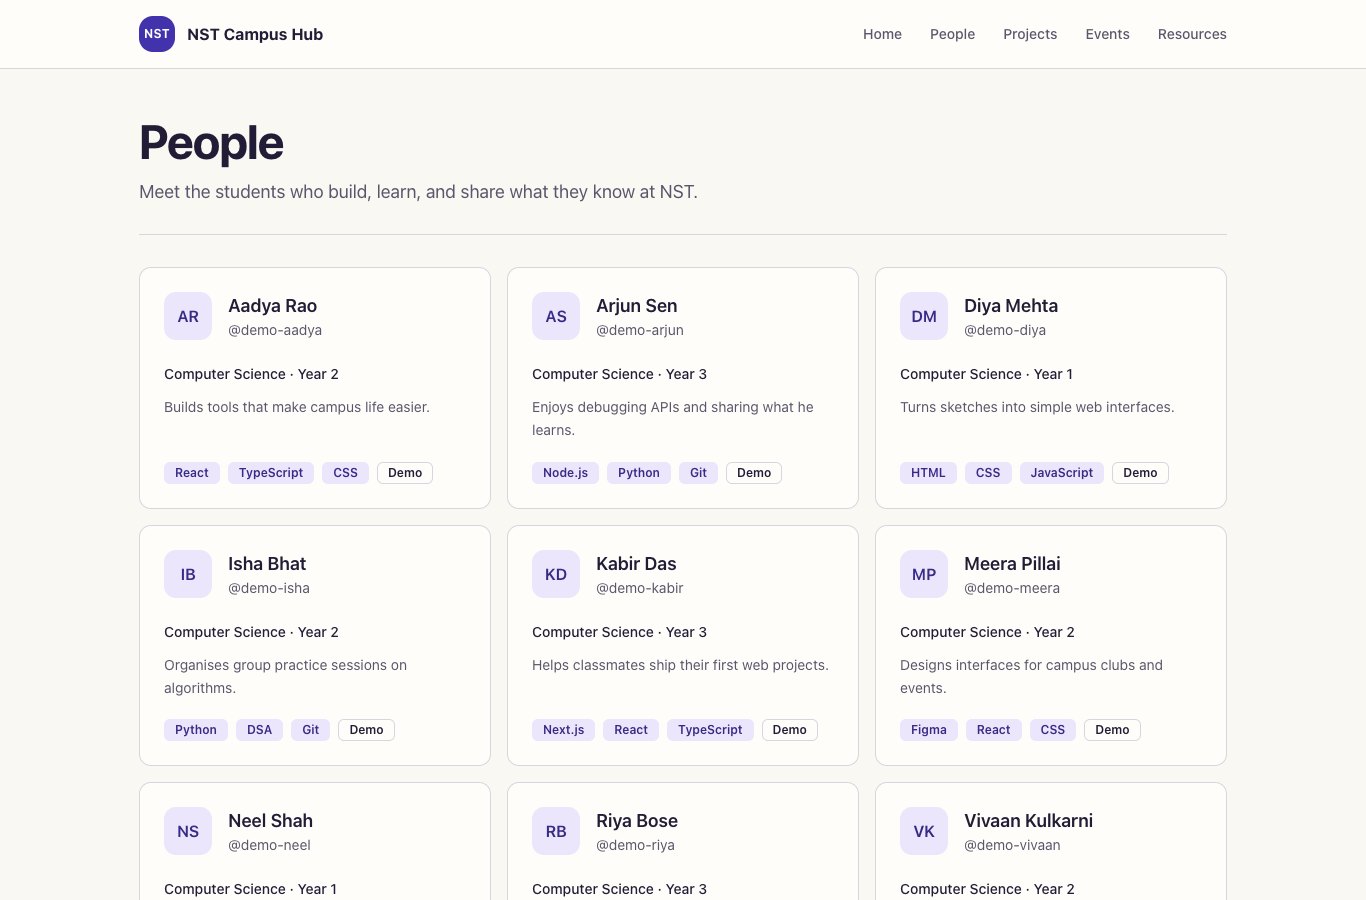 NST NST Campus Hub Home People Projects Events Resources
People
Meet the students who build, learn, and share what they know at NST.
AR Aadya Rao
@demo-aadya
Computer Science · Year 2
Builds tools that make campus life easier.
React TypeScript CSS Demo
AS Arjun Sen
@demo-arjun
Computer Science · Year 3
Enjoys debugging APIs and sharing what he
learns.
Node.js Python Git Demo
DM Diya Mehta
@demo-diya
Computer Science · Year 1
Turns sketches into simple web interfaces.
HTML CSS JavaScript Demo
IB Isha Bhat
@demo-isha
Computer Science · Year 2
Organises group practice sessions on
algorithms.
Python DSA Git Demo
KD Kabir Das
@demo-kabir
Computer Science · Year 3
Helps classmates ship their first web projects.
Next.js React TypeScript Demo
MP Meera Pillai
@demo-meera
Computer Science · Year 2
Designs interfaces for campus clubs and
events.
Figma React CSS Demo
NS Neel Shah
@demo-neel
Computer Science · Year 1
RB Riya Bose
@demo-riya
Computer Science · Year 3
VK Vivaan Kulkarni
@demo-vivaan
Computer Science · Year 2